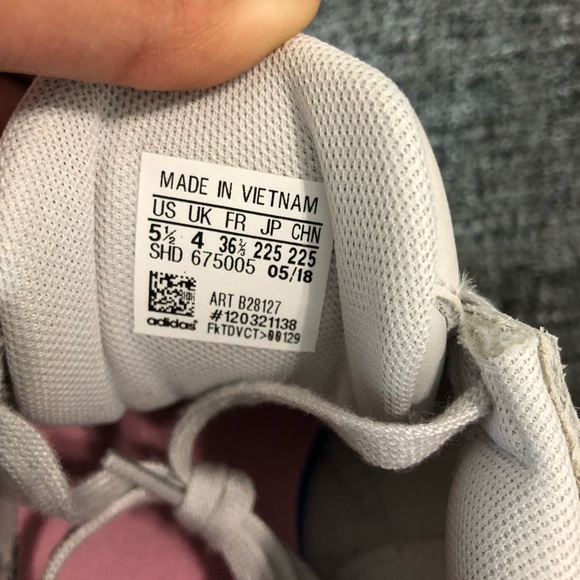 MADE IN VIETNAM
US UK FR JP CHN
5½ 4 36⅔ 225 225
SHD 675005 05/18
ART B28127
#120321138
adidas FkTDVCT>00129